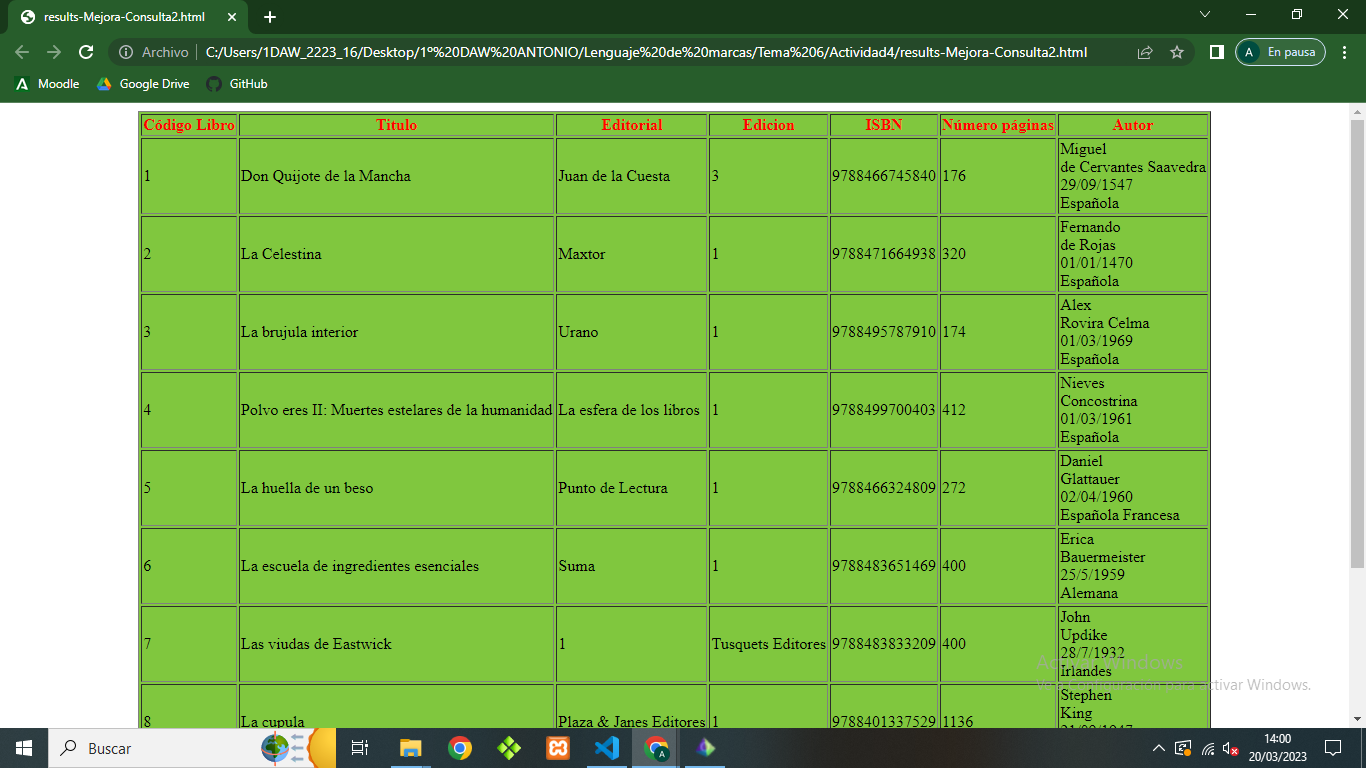 results-Mejora-Consulta2.html
Archivo C:/Users/1DAW_2223_16/Desktop/1º%20DAW%20ANTONIO/Lenguaje%20de%20marcas/Tema%206/Actividad4/results-Mejora-Consulta2.html A En pausa
Moodle Google Drive GitHub
Código Libro Titulo Editorial Edicion ISBN Número páginas Autor
1 Don Quijote de la Mancha Juan de la Cuesta 3 9788466745840 176 Miguel
de Cervantes Saavedra
29/09/1547
Española
2 La Celestina Maxtor 1 9788471664938 320 Fernando
de Rojas
01/01/1470
Española
3 La brujula interior Urano 1 9788495787910 174 Alex
Rovira Celma
01/03/1969
Española
4 Polvo eres II: Muertes estelares de la humanidad La esfera de los libros 1 9788499700403 412 Nieves
Concostrina
01/03/1961
Española
5 La huella de un beso Punto de Lectura 1 9788466324809 272 Daniel
Glattauer
02/04/1960
Española Francesa
6 La escuela de ingredientes esenciales Suma 1 9788483651469 400 Erica
Bauermeister
25/5/1959
Alemana
7 Las viudas de Eastwick 1 Tusquets Editores 9788483833209 400 John
Updike
28/7/1932
Irlandes
Activar Windows
activar Windows.
8 La cupula Plaza & Janes Editores 1 9788401337529 1136 Stephen
King
Buscar
14:00
20/03/2023